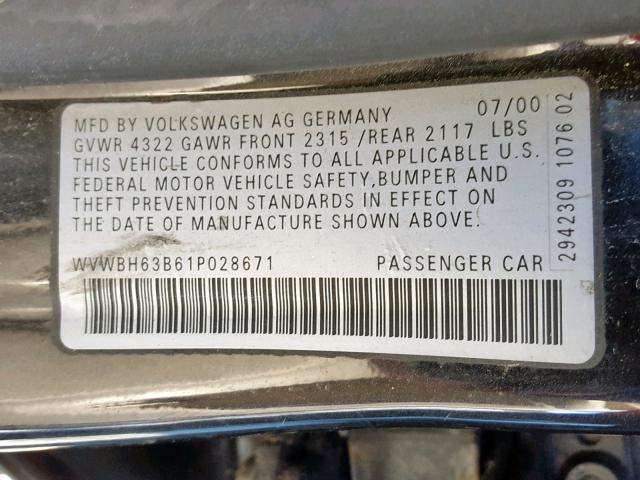 MFD BY VOLKSWAGEN AG GERMANY 07/00
GVWR 4322 GAWR FRONT 2315 /REAR 2117 LBS
THIS VEHICLE CONFORMS TO ALL APPLICABLE U.S.
FEDERAL MOTOR VEHICLE SAFETY,BUMPER AND
THEFT PREVENTION STANDARDS IN EFFECT ON
THE DATE OF MANUFACTURE SHOWN ABOVE.
WVWBH63B61P028671 PASSENGER CAR
2942309 1076 02